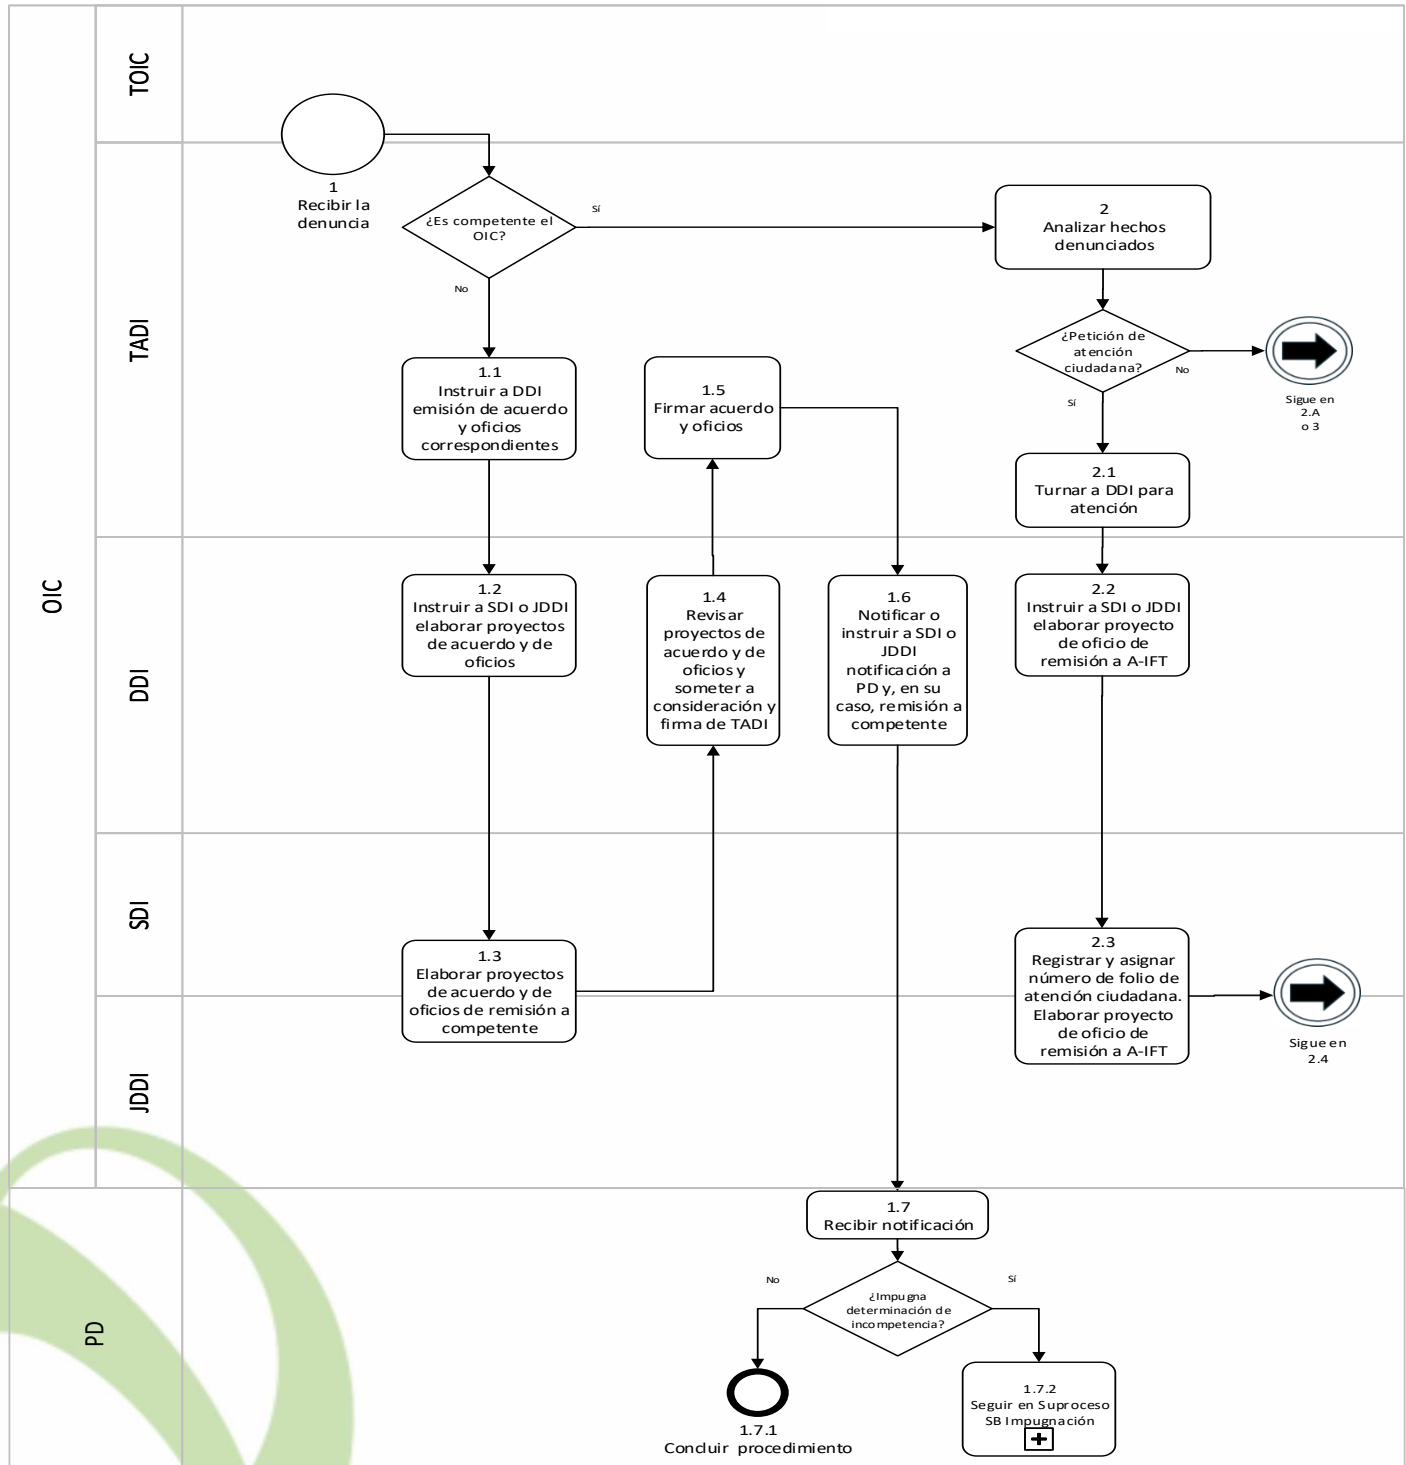 OIC
TOIC
1
Recibir la
denuncia
TADI
¿Es competente el
OIC?
Sí
No
2
Analizar hechos
denunciados
¿Petición de
atención
ciudadana?
No
Sí
Sigue en
2.A
o 3
1.1
Instruir a DDI
emisión de acuerdo
y oficios
correspondientes
1.5
Firmar acuerdo
y oficios
2.1
Turnar a DDI para
atención
DDI
1.2
Instruir a SDI o JDDI
elaborar proyectos
de acuerdo y de
oficios
1.4
Revisar
proyectos de
acuerdo y de
oficios y
someter a
consideración y
firma de TADI
1.6
Notificar o
instruir a SDI o
JDDI
notificación a
PD y, en su
caso, remisión a
competente
2.2
Instruir a SDI o JDDI
elaborar proyecto
de oficio de
remisión a A-IFT
SDI
1.3
Elaborar proyectos
de acuerdo y de
oficios de remisión a
competente
2.3
Registrar y asignar
número de folio de
atención ciudadana.
Elaborar proyecto
de oficio de
remisión a A-IFT
Sigue en
2.4
JDDI
PD
1.7
Recibir notificación
¿Impugna
determinación de
incompetencia?
No
Sí
1.7.1
Concluir procedimiento
1.7.2
Seguir en Suproceso
SB Impugnación